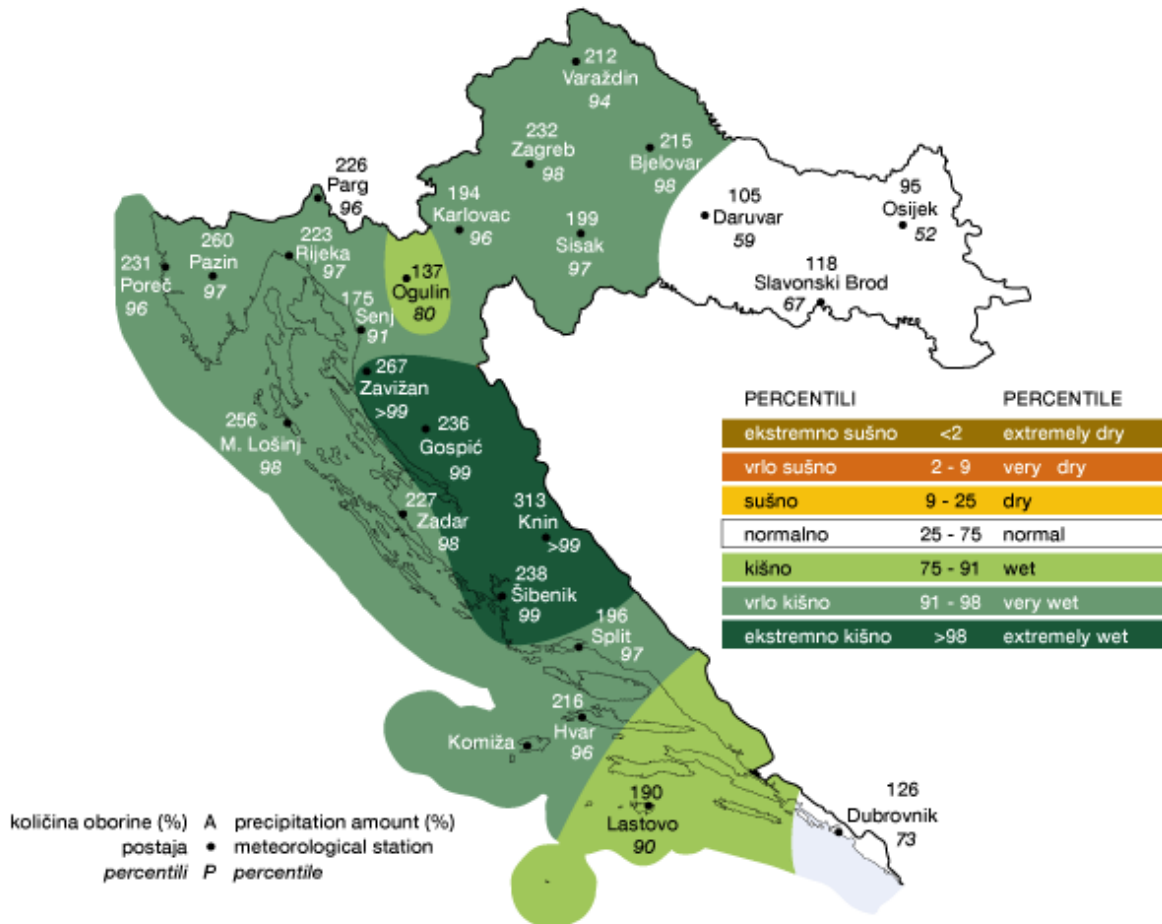 212
Varaždin
94
232
Zagreb
98
215
Bjelovar
98
226
Parg
96
194
Karlovac
96
199
Sisak
97
105
Daruvar
59
95
Osijek
52
118
Slavonski Brod
67
231
Poreč
96
260
Pazin
97
223
Rijeka
97
137
Ogulin
80
175
Senj
91
267
Zavižan
>99
236
Gospić
99
256
M. Lošinj
98
227
Zadar
98
313
Knin
>99
238
Šibenik
99
196
Split
97
216
Hvar
96
Komiža
190
Lastovo
90
126
Dubrovnik
73
PERCENTILI PERCENTILE
ekstremno sušno <2 extremely dry
vrlo sušno 2 - 9 very dry
sušno 9 - 25 dry
normalno 25 - 75 normal
kišno 75 - 91 wet
vrlo kišno 91 - 98 very wet
ekstremno kišno >98 extremely wet
količina oborine (%) A precipitation amount (%)
postaja meteorological station
percentili P percentile